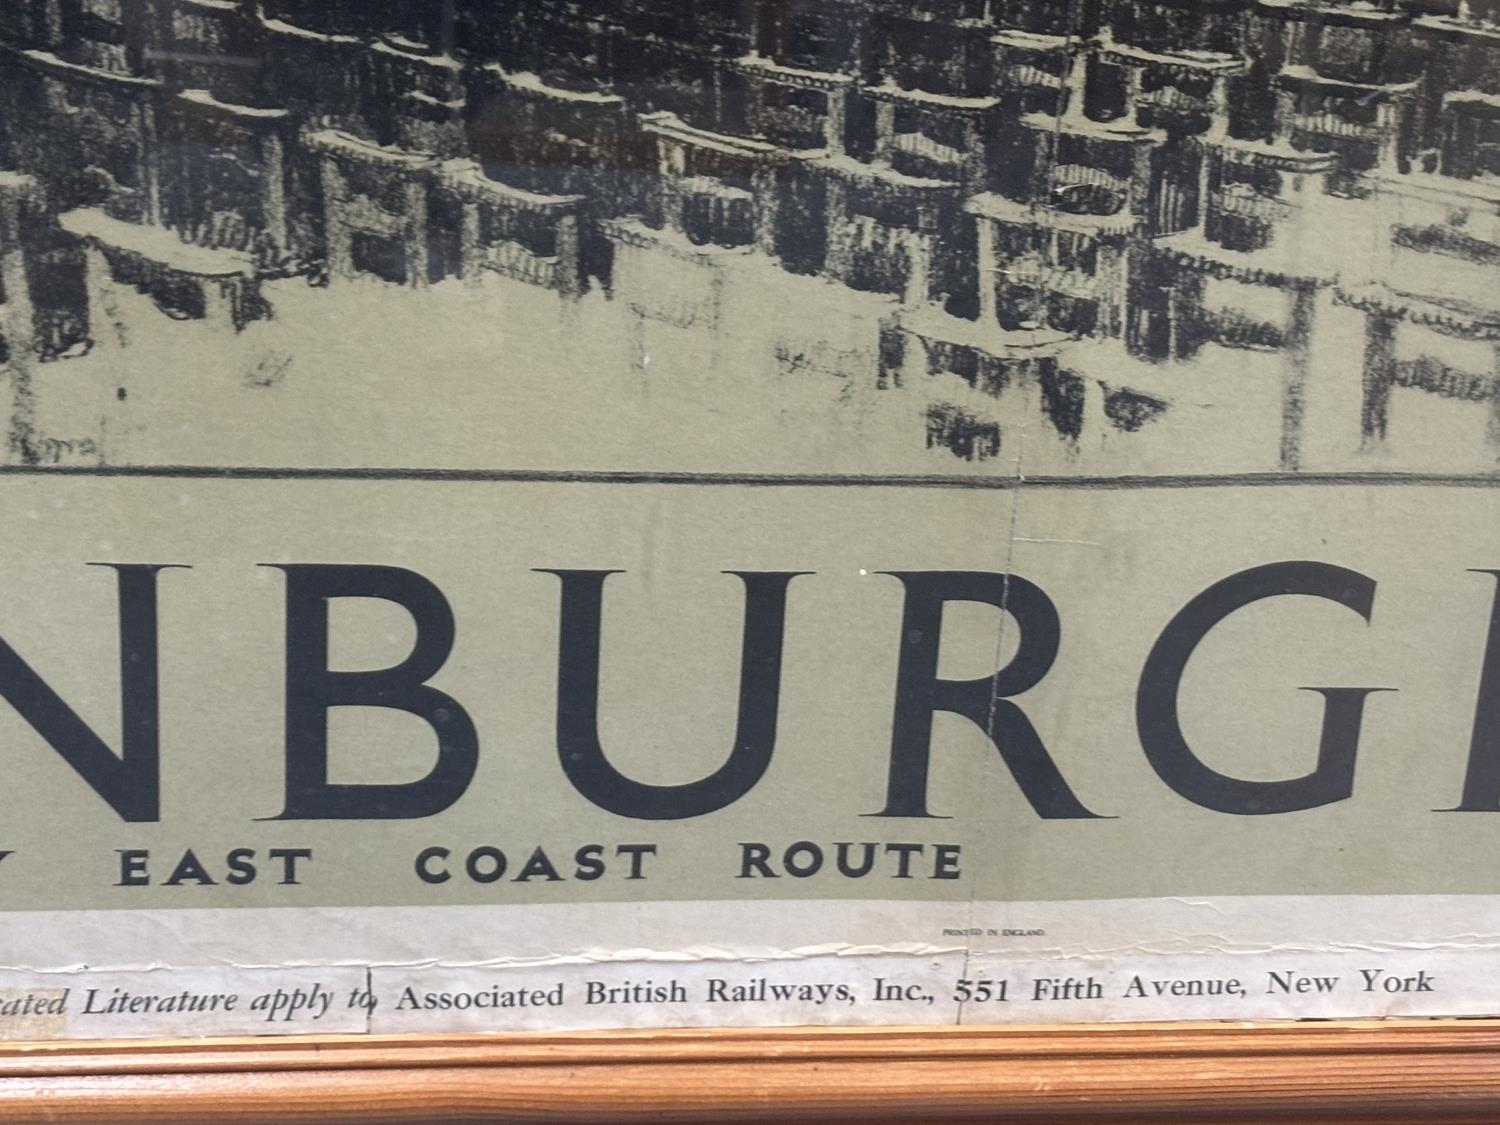 NBURGH
Y EAST COAST ROUTE
PRINTED IN ENGLAND.
ated Literature apply to Associated British Railways, Inc., 551 Fifth Avenue, New York